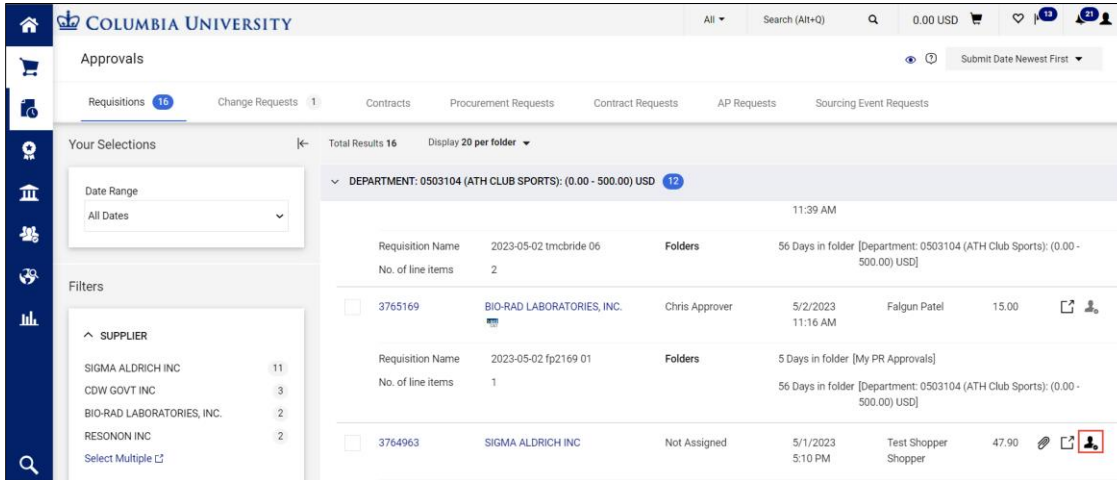 COLUMBIA UNIVERSITY
All
Search (Alt+Q)
0.00 USD
13
21
Approvals
Submit Date Newest First
Requisitions 16
Change Requests 1
Contracts
Procurement Requests
Contract Requests
AP Requests
Sourcing Event Requests
Your Selections
Total Results 16
Display 20 per folder
Date Range
All Dates
Filters
SUPPLIER
SIGMA ALDRICH INC 11
CDW GOVT INC 3
BIO-RAD LABORATORIES, INC. 2
RESONON INC 2
Select Multiple
DEPARTMENT: 0503104 (ATH CLUB SPORTS): (0.00 - 500.00) USD 12
11:39 AM
Requisition Name 2023-05-02 tmcbride 06 Folders 56 Days in folder [Department: 0503104 (ATH Club Sports): (0.00 -
500.00) USD]
No. of line items 2
3765169 BIO-RAD LABORATORIES, INC. Chris Approver 5/2/2023 Falgun Patel 15.00
11:16 AM
Requisition Name 2023-05-02 fp2169 01 Folders 5 Days in folder [My PR Approvals]
No. of line items 1
56 Days in folder [Department: 0503104 (ATH Club Sports): (0.00 -
500.00) USD]
3764963 SIGMA ALDRICH INC Not Assigned 5/1/2023 Test Shopper 47.90
5:10 PM Shopper